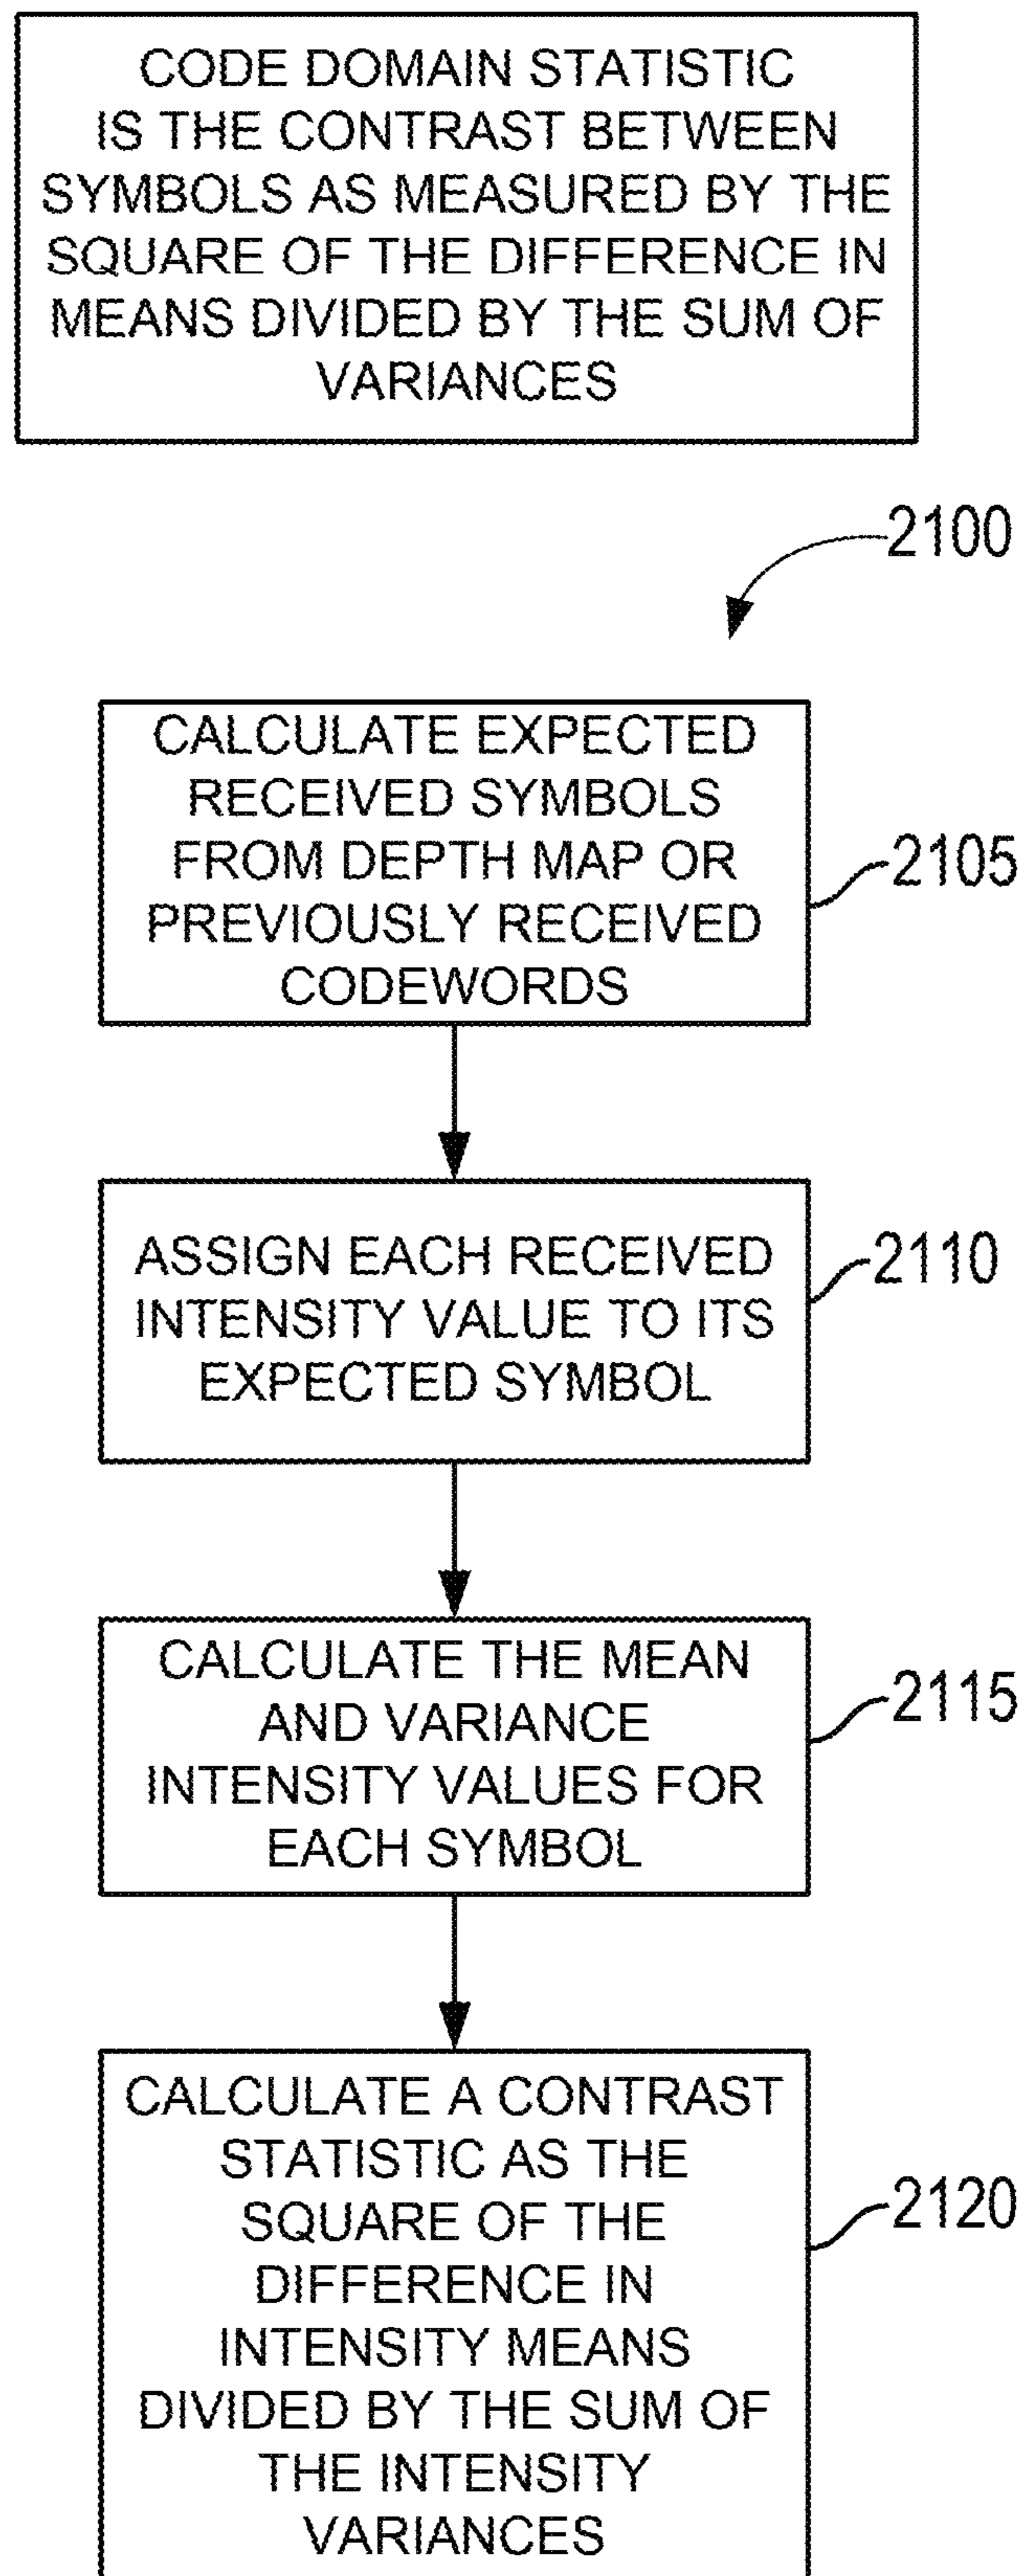 CODE DOMAIN STATISTIC
IS THE CONTRAST BETWEEN
SYMBOLS AS MEASURED BY THE
SQUARE OF THE DIFFERENCE IN
MEANS DIVIDED BY THE SUM OF
VARIANCES
2100
CALCULATE EXPECTED
RECEIVED SYMBOLS
FROM DEPTH MAP OR
PREVIOUSLY RECEIVED
CODEWORDS
2105
ASSIGN EACH RECEIVED
INTENSITY VALUE TO ITS
EXPECTED SYMBOL
2110
CALCULATE THE MEAN
AND VARIANCE
INTENSITY VALUES FOR
EACH SYMBOL
2115
CALCULATE A CONTRAST
STATISTIC AS THE
SQUARE OF THE
DIFFERENCE IN
INTENSITY MEANS
DIVIDED BY THE SUM OF
THE INTENSITY
VARIANCES
2120